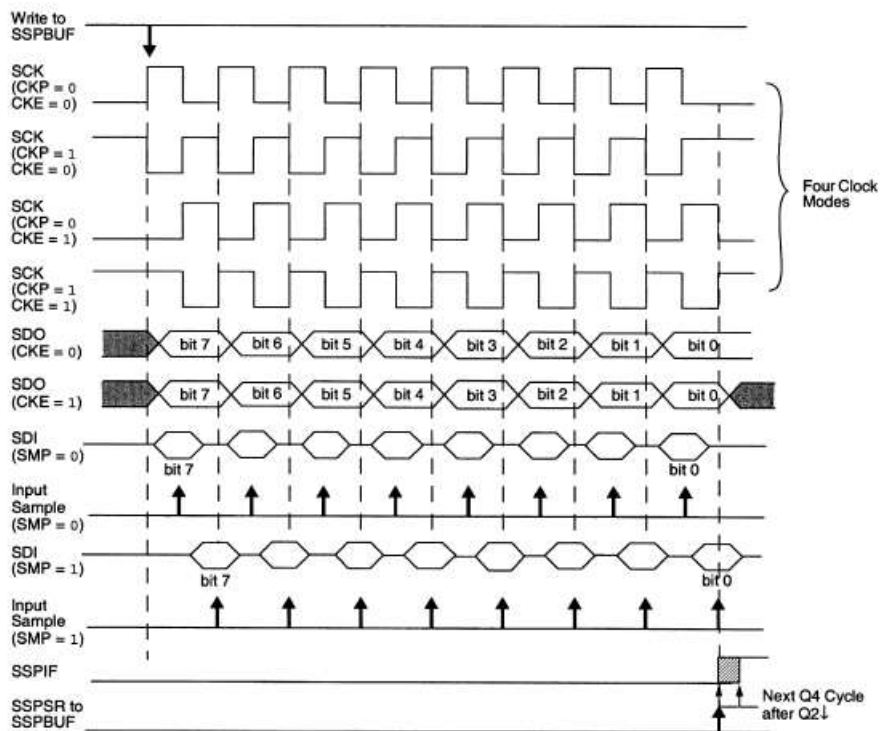 Write to
SSPBUF
SCK
(CKP = 0
CKE = 0)
SCK
(CKP = 1
CKE = 0)
Four Clock
Modes
SCK
(CKP = 0
CKE = 1)
SCK
(CKP = 1
CKE = 1)
SDO
(CKE = 0)
bit 7 bit 6 bit 5 bit 4 bit 3 bit 2 bit 1 bit 0
SDO
(CKE = 1)
bit 7 bit 6 bit 5 bit 4 bit 3 bit 2 bit 1 bit 0
SDI
(SMP = 0)
bit 7 bit 0
Input
Sample
(SMP = 0)
SDI
(SMP = 1)
bit 7 bit 0
Input
Sample
(SMP = 1)
SSPIF
Next Q4 Cycle
after Q2↓
SSPSR to
SSPBUF